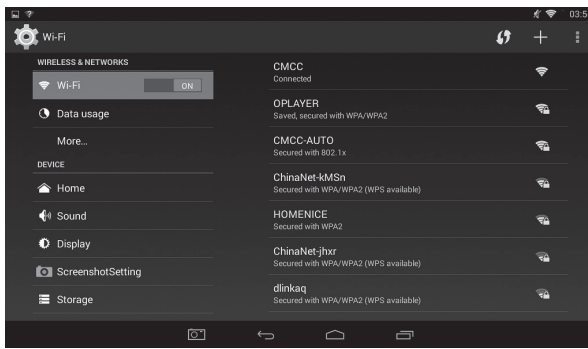 03:5
Wi-Fi
WIRELESS & NETWORKS
Wi-Fi
ON
Data usage
More...
DEVICE
Home
Sound
Display
ScreenshotSetting
Storage
CMCC
Connected
OPLAYER
Saved, secured with WPA/WPA2
CMCC-AUTO
Secured with 802.1x
ChinaNet-kMSn
Secured with WPA/WPA2 (WPS available)
HOMENICE
Secured with WPA2
ChinaNet-jhxr
Secured with WPA/WPA2 (WPS available)
dlinkaq
Secured with WPA/WPA2 (WPS available)